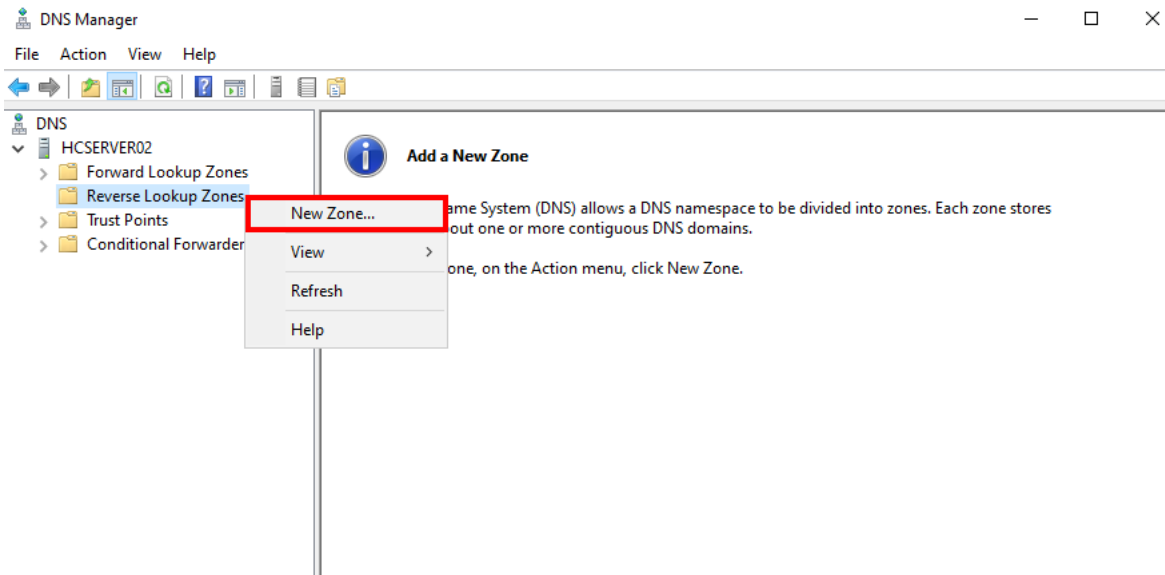 DNS Manager
File Action View Help
DNS
HCSERVER02
Forward Lookup Zones
Reverse Lookup Zones
Trust Points
Conditional Forwarder
New Zone...
View
Refresh
Help
Add a New Zone
ame System (DNS) allows a DNS namespace to be divided into zones. Each zone stores
out one or more contiguous DNS domains.
one, on the Action menu, click New Zone.